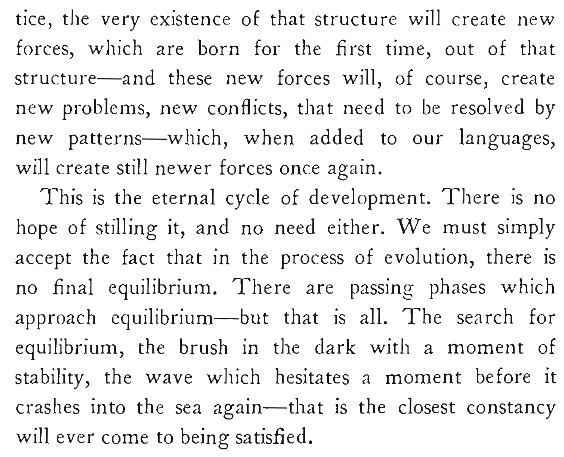 tice, the very existence of that structure will create new
forces, which are born for the first time, out of that
structure—and these new forces will, of course, create
new problems, new conflicts, that need to be resolved by
new patterns—which, when added to our languages,
will create still newer forces once again.
This is the eternal cycle of development. There is no
hope of stilling it, and no need either. We must simply
accept the fact that in the process of evolution, there is
no final equilibrium. There are passing phases which
approach equilibrium—but that is all. The search for
equilibrium, the brush in the dark with a moment of
stability, the wave which hesitates a moment before it
crashes into the sea again—that is the closest constancy
will ever come to being satisfied.